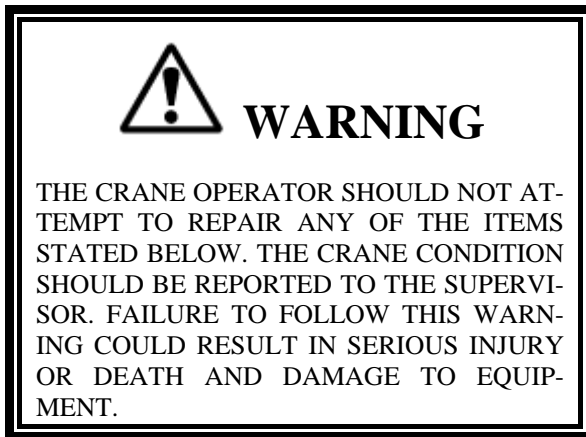 WARNING
THE CRANE OPERATOR SHOULD NOT AT-
TEMPT TO REPAIR ANY OF THE ITEMS
STATED BELOW. THE CRANE CONDITION
SHOULD BE REPORTED TO THE SUPERVI-
SOR. FAILURE TO FOLLOW THIS WARN-
ING COULD RESULT IN SERIOUS INJURY
OR DEATH AND DAMAGE TO EQUIP-
MENT.